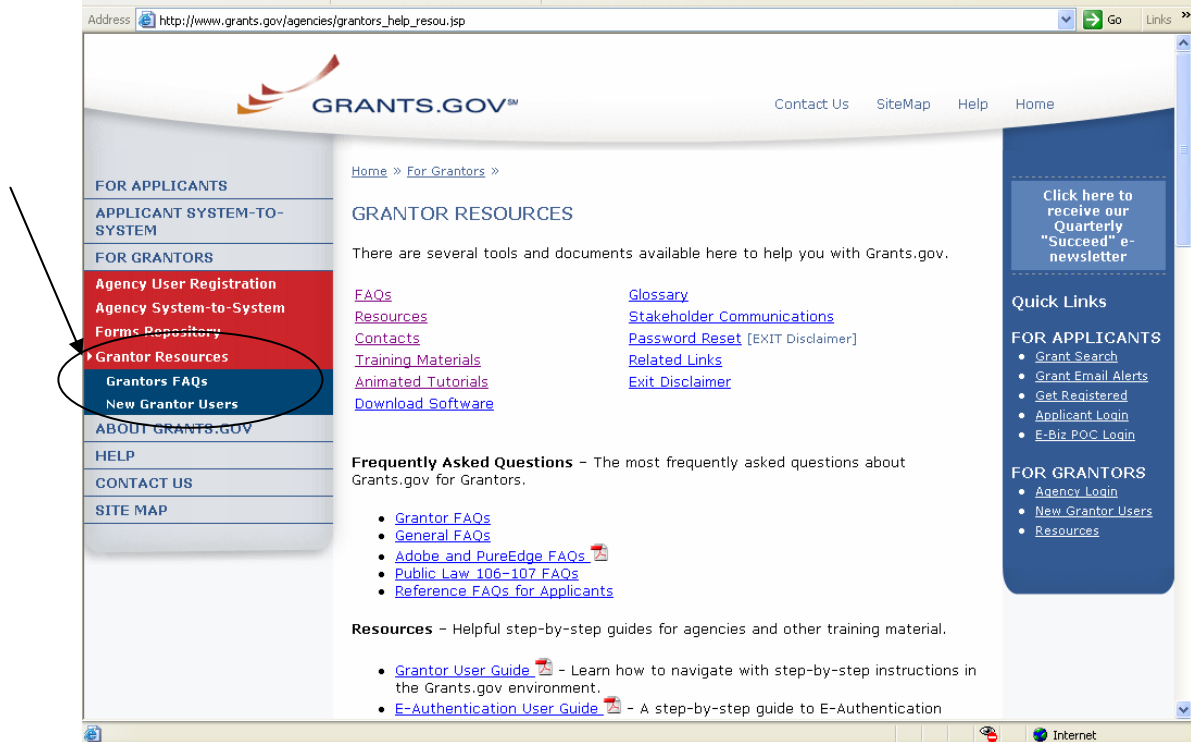 Address http://www.grants.gov/agencies/grantors_help_resou.jsp Go Links »
GRANTS.GOV℠
Contact Us SiteMap Help Home
FOR APPLICANTS
APPLICANT SYSTEM-TO-
SYSTEM
FOR GRANTORS
Agency User Registration
Agency System-to-System
Forms Repository
Grantor Resources
Grantors FAQs
New Grantor Users
ABOUT GRANTS.GOV
HELP
CONTACT US
SITE MAP
Home » For Grantors »
GRANTOR RESOURCES
There are several tools and documents available here to help you with Grants.gov.
FAQs
Resources
Contacts
Training Materials
Animated Tutorials
Download Software
Glossary
Stakeholder Communications
Password Reset [EXIT Disclaimer]
Related Links
Exit Disclaimer
Frequently Asked Questions – The most frequently asked questions about
Grants.gov for Grantors.
• Grantor FAQs
• General FAQs
• Adobe and PureEdge FAQs
• Public Law 106–107 FAQs
• Reference FAQs for Applicants
Resources – Helpful step-by-step guides for agencies and other training material.
• Grantor User Guide – Learn how to navigate with step-by-step instructions in
the Grants.gov environment.
• E-Authentication User Guide – A step-by-step guide to E-Authentication
Click here to
receive our
Quarterly
"Succeed" e-
newsletter
Quick Links
FOR APPLICANTS
• Grant Search
• Grant Email Alerts
• Get Registered
• Applicant Login
• E-Biz POC Login
FOR GRANTORS
• Agency Login
• New Grantor Users
• Resources
Internet